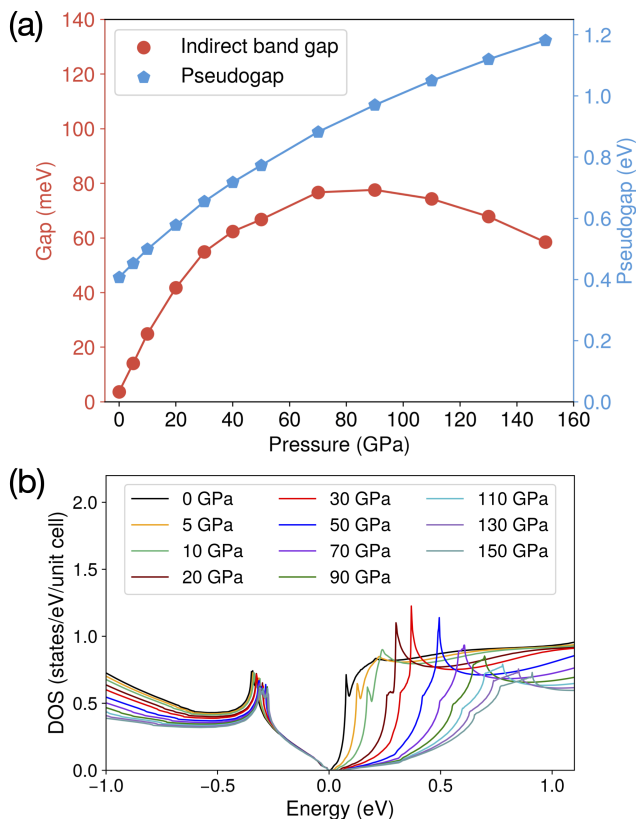 (a)
140
120
100
80
60
40
20
0
Gap (meV)
Indirect band gap
Pseudogap
1.2
1.0
0.8
0.6
0.4
0.2
0.0
Pseudogap (eV)
0 20 40 60 80 100 120 140 160
Pressure (GPa)
(b)
2.0
1.5
1.0
0.5
0.0
DOS (states/eV/unit cell)
0 GPa 30 GPa 110 GPa
5 GPa 50 GPa 130 GPa
10 GPa 70 GPa 150 GPa
20 GPa 90 GPa
−1.0 −0.5 0.0 0.5 1.0
Energy (eV)